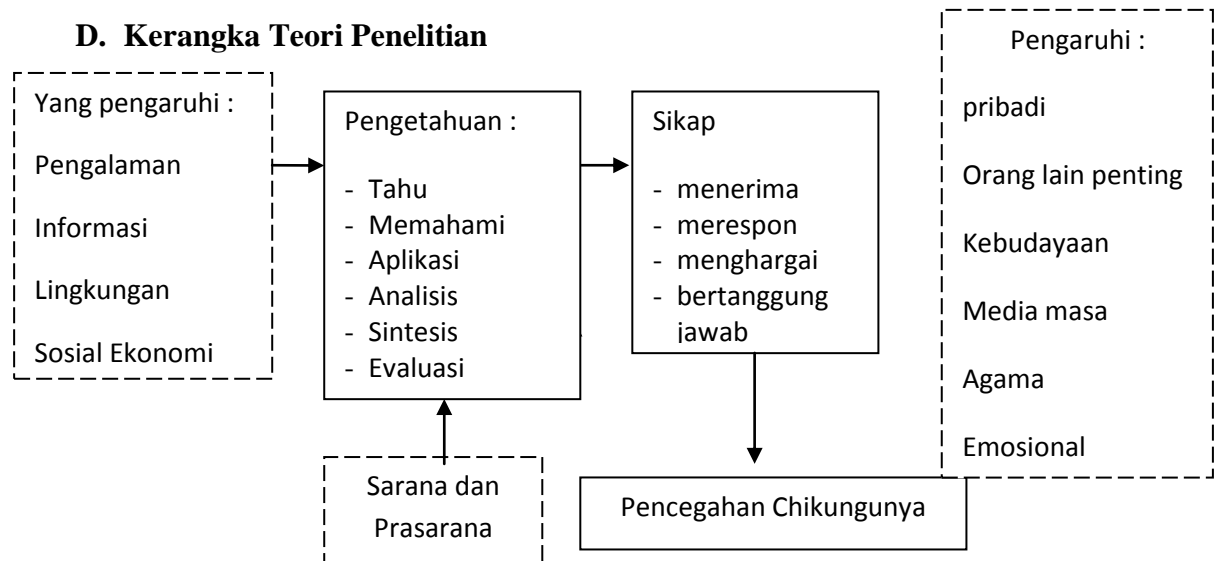 D. Kerangka Teori Penelitian
Yang pengaruhi :
Pengalaman
Informasi
Lingkungan
Sosial Ekonomi
Pengetahuan :
- Tahu
- Memahami
- Aplikasi
- Analisis
- Sintesis
- Evaluasi
Sarana dan
Prasarana
Sikap
- menerima
- merespon
- menghargai
- bertanggung
jawab
Pencegahan Chikungunya
Pengaruhi :
pribadi
Orang lain penting
Kebudayaan
Media masa
Agama
Emosional